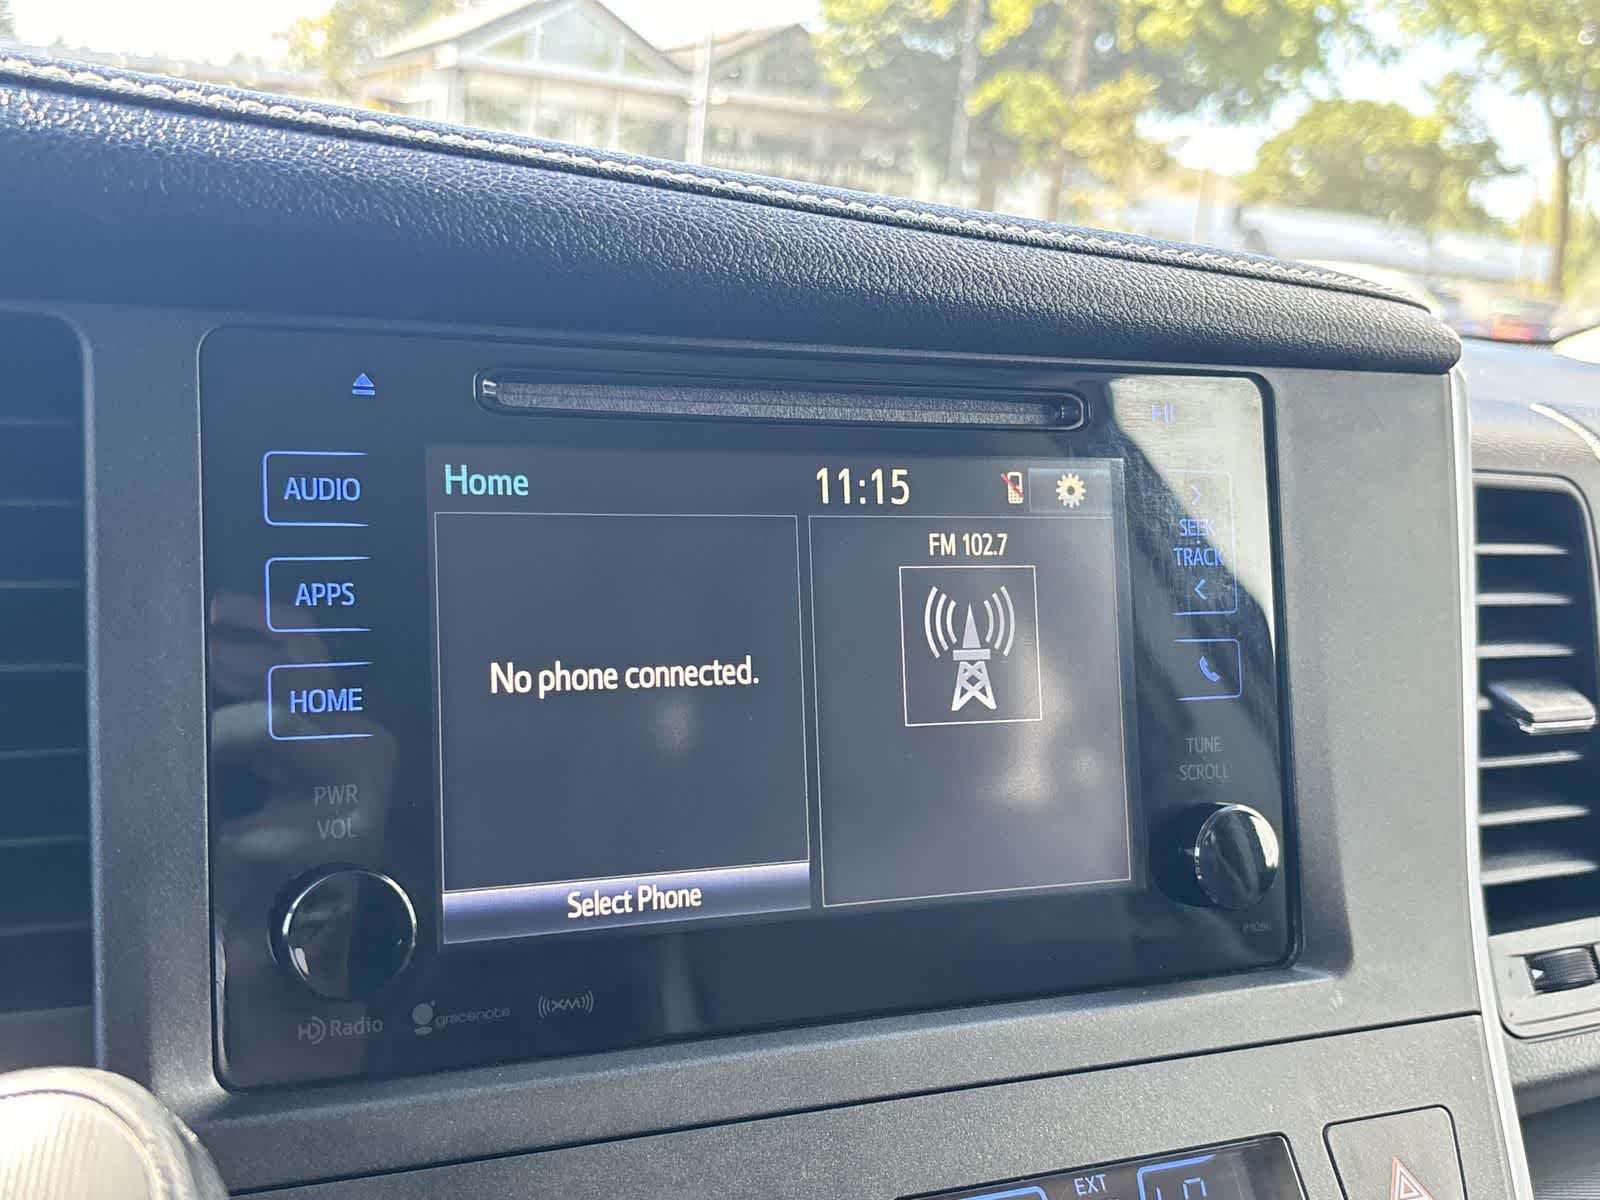 Home
11:15
AUDIO
FM 102.7
SEEK
TRACK
APPS
No phone connected.
HOME
TUNE
SCROLL
PWR
VOL
Select Phone
HD Radio
gracenote
((XM))
EXT
LO